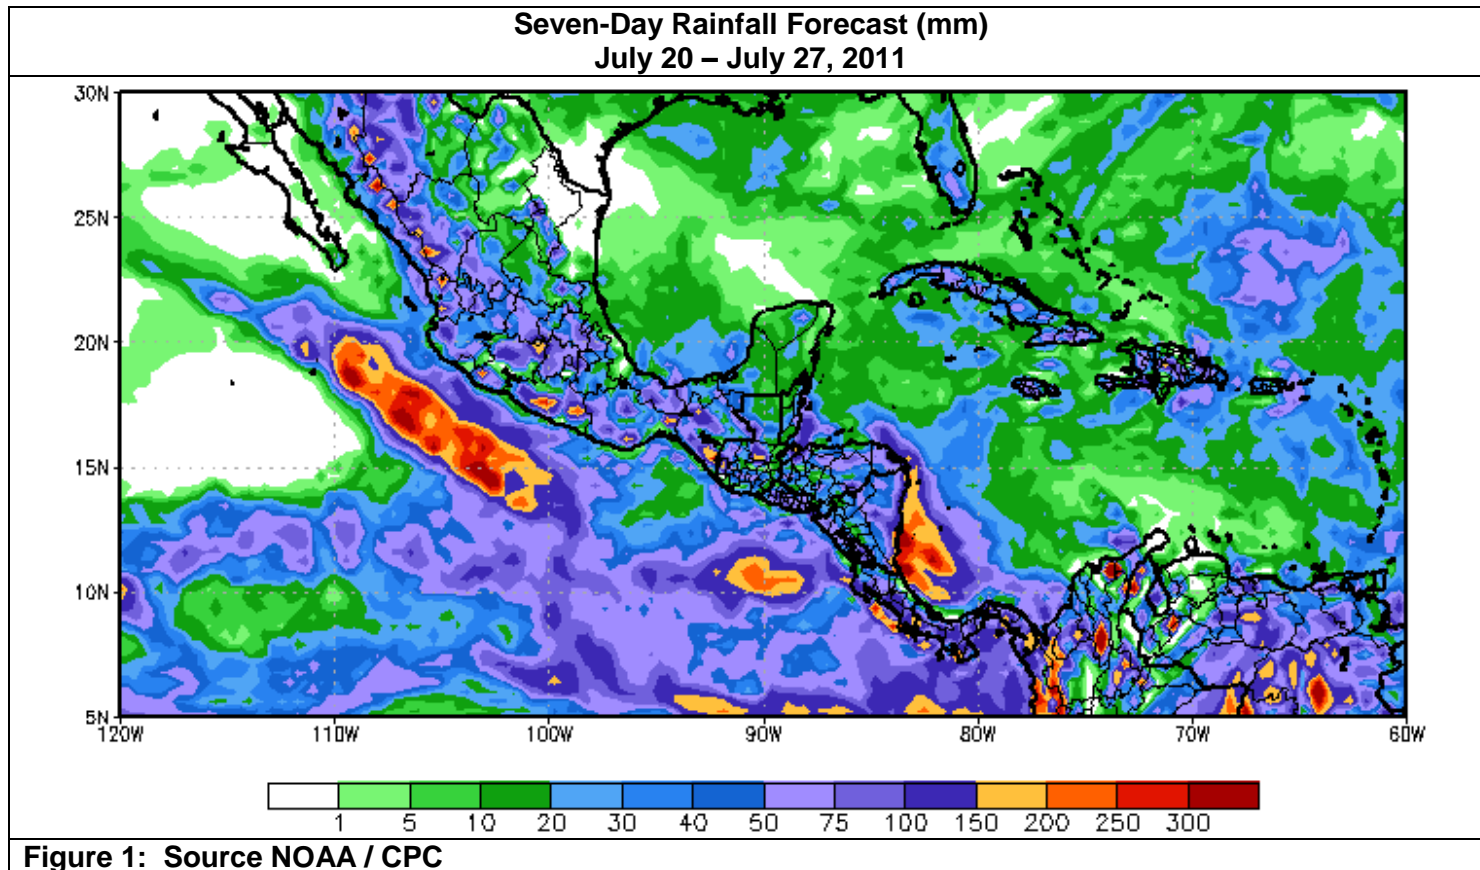 Seven-Day Rainfall Forecast (mm)
July 20 – July 27, 2011
30N
25N
20N
15N
10N
5N
120W 110W 100W 90W 80W 70W 60W
1 5 10 20 30 40 50 75 100 150 200 250 300
Figure 1: Source NOAA / CPC